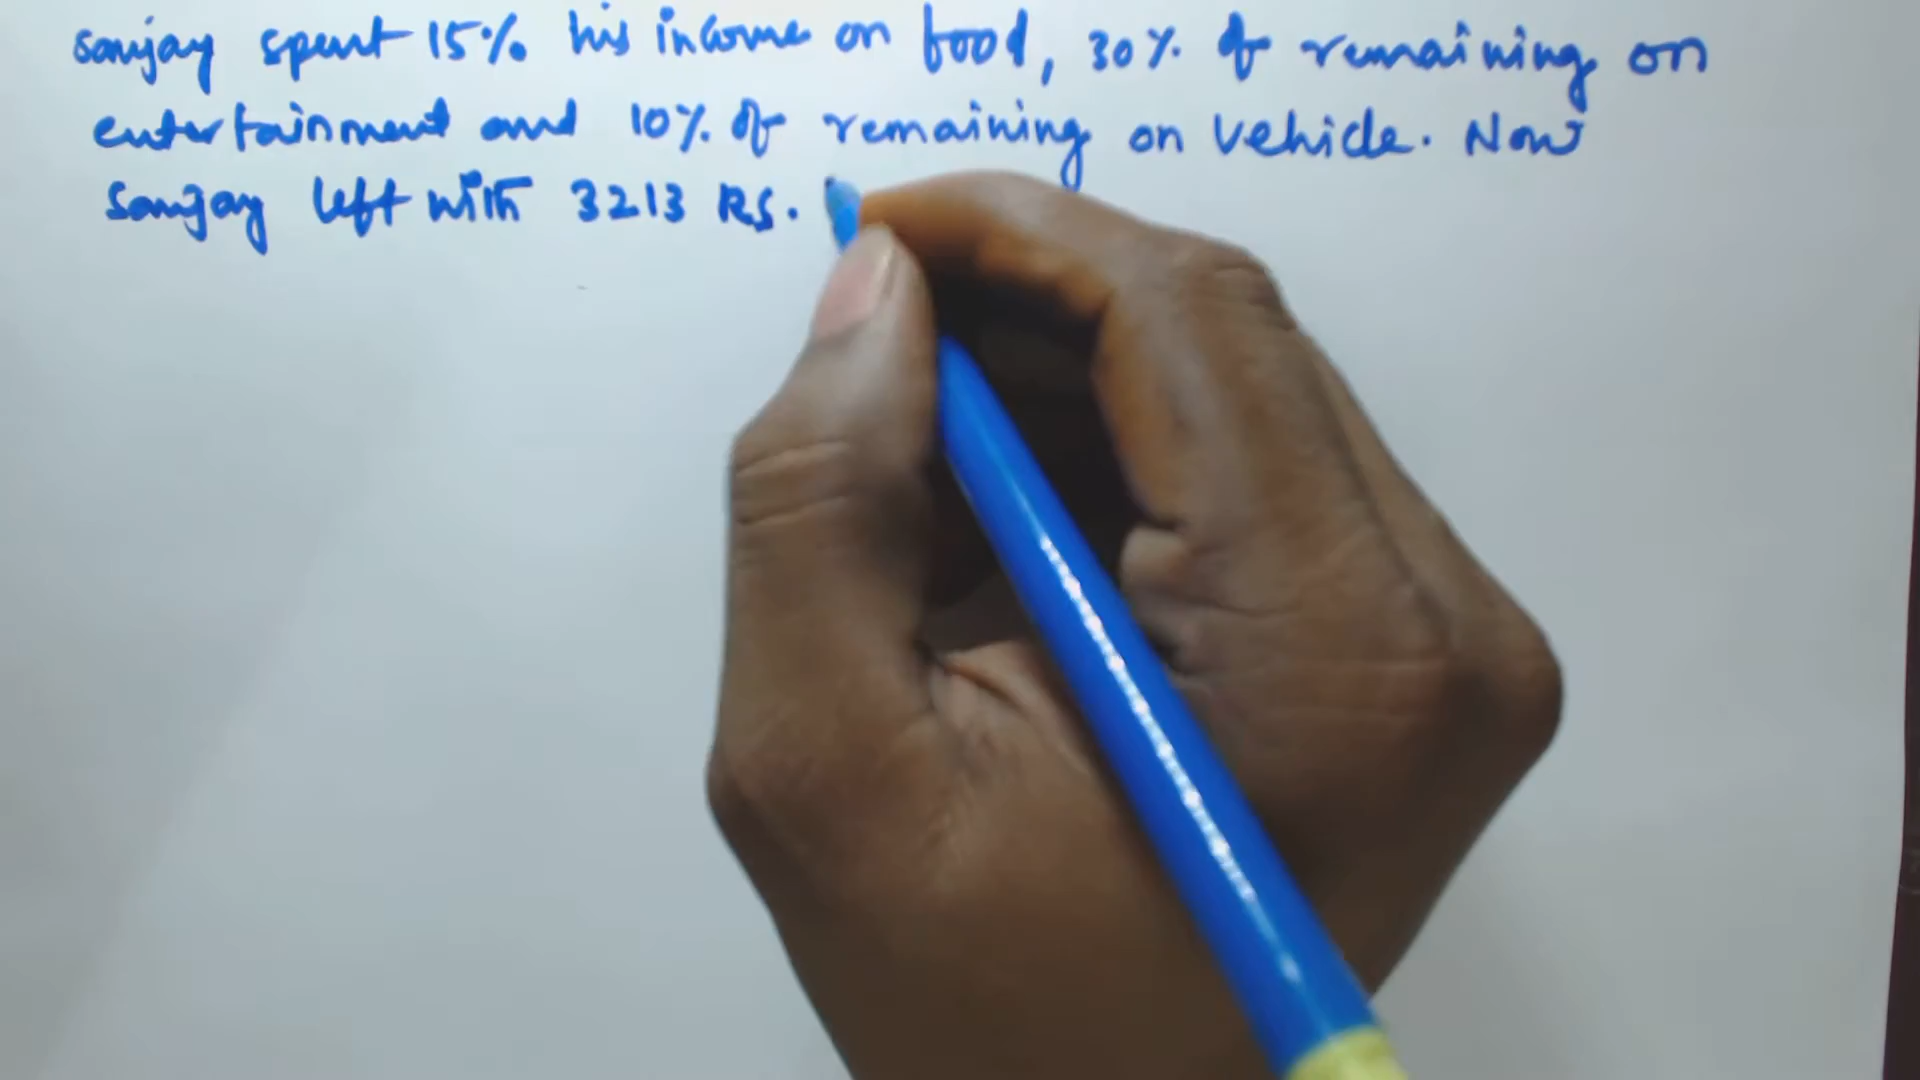 sanjay spent 15% his income on food, 30% of remaining on
entertainment and 10% of remaining on vehicle. Now
Sanjay left with 3213 RS.